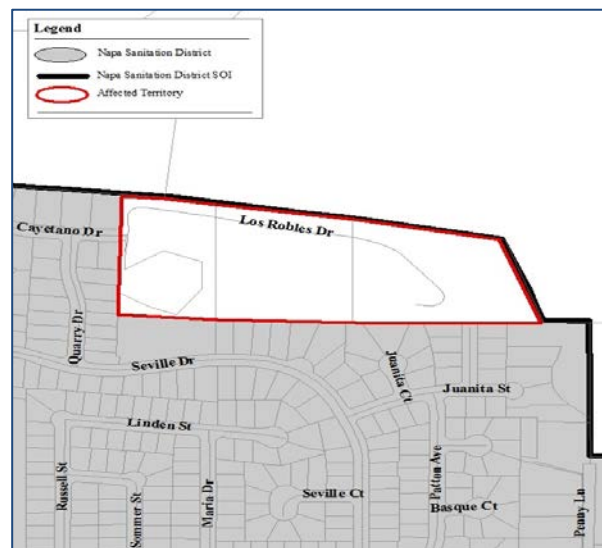 Legend
Napa Sanitation District
Napa Sanitation District SOI
Affected Territory
Los Robles Dr
Cayetano Dr
Quarry Dr
Seville Dr
Juanita Ct
Juanita St
Linden St
Russell St
Sommer St
Maria Dr
Seville Ct
Patton Ave
Basque Ct
Penny Ln